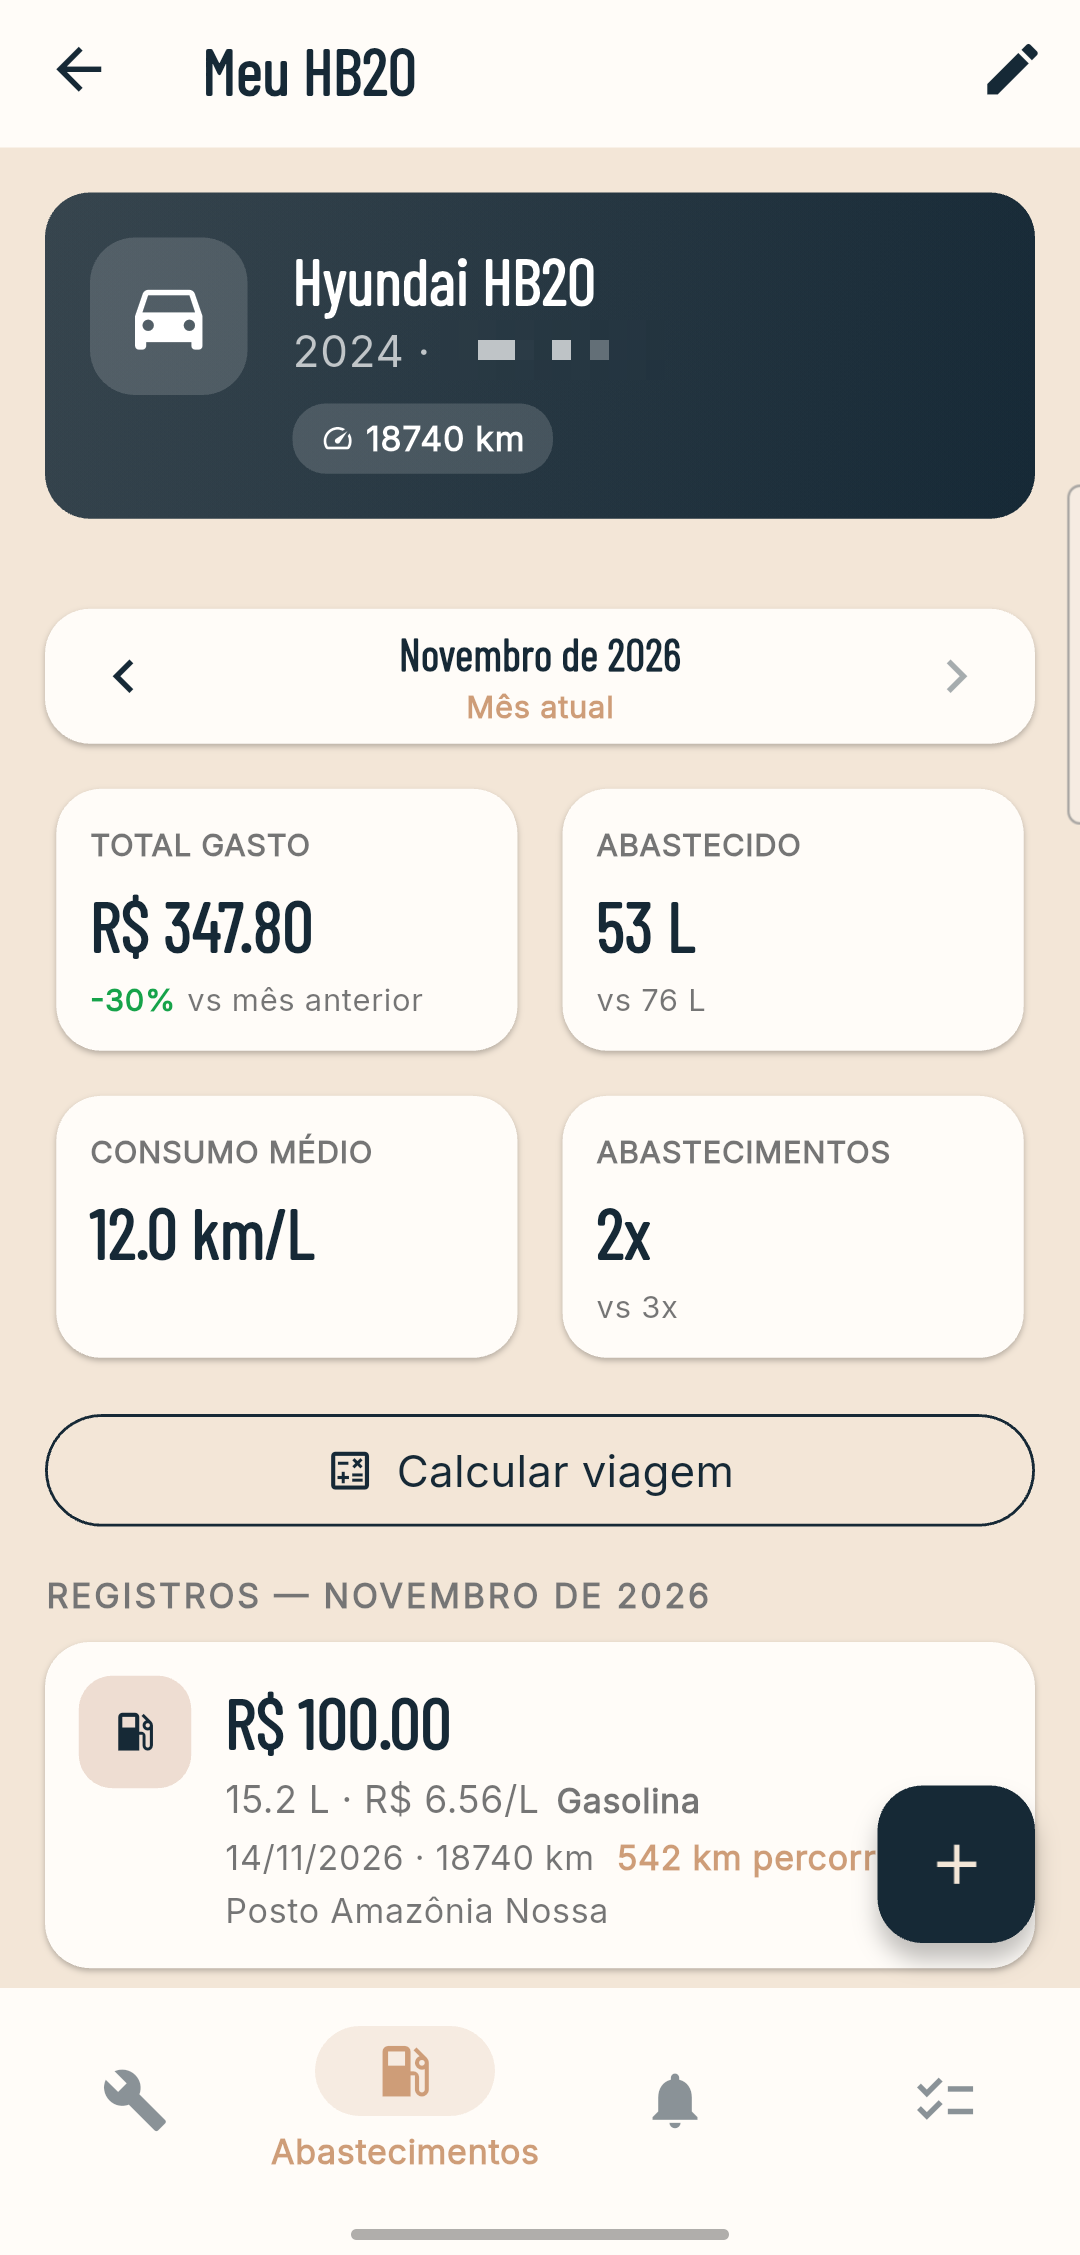 Meu HB20
Hyundai HB20
2024 ·
18740 km
Novembro de 2026
Mês atual
TOTAL GASTO
R$ 347.80
-30% vs mês anterior
ABASTECIDO
53 L
vs 76 L
CONSUMO MÉDIO
12.0 km/L
ABASTECIMENTOS
2x
vs 3x
Calcular viagem
REGISTROS — NOVEMBRO DE 2026
R$ 100.00
15.2 L · R$ 6.56/L Gasolina
14/11/2026 · 18740 km 542 km percorr
Posto Amazônia Nossa
Abastecimentos